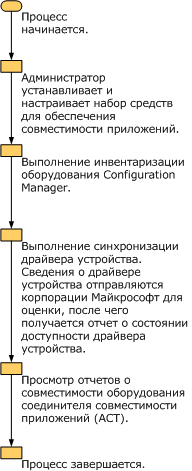 Процесс
начинается.
Администратор
устанавливает и
настраивает набор средств
для обеспечения
совместимости приложений.
Выполнение инвентаризации
оборудования Configuration
Manager.
Выполнение синхронизации
драйвера устройства.
Сведения о драйвере
устройства отправляются
корпорации Майкрософт для
оценки, после чего
получается отчет о состоянии
доступности драйвера
устройства.
Просмотр отчетов о
совместимости оборудования
соединителя совместимости
приложений (ACT).
Процесс завершается.